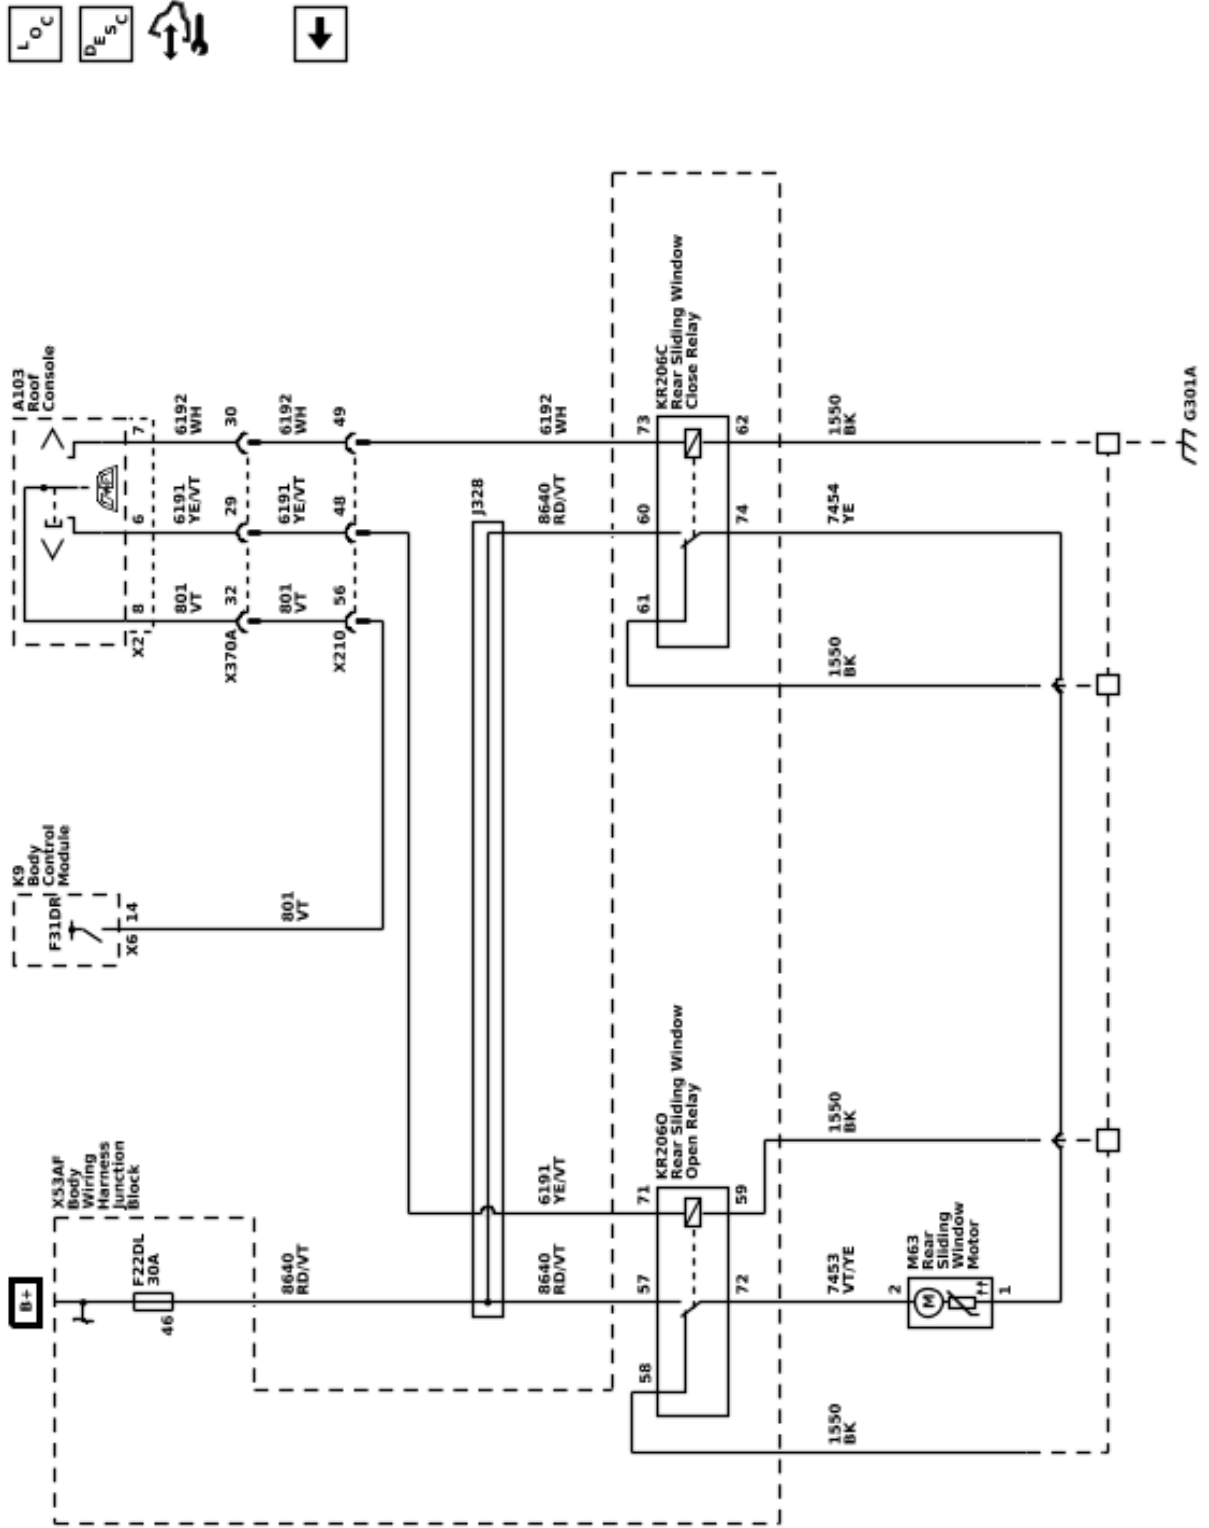 L O C
D E S C
B+
X53AF
Body
Wiring
Harness
Junction
Block
F22DL
30A
46
K9
Body
Control
Module
F31DR
X6
14
A103
Roof
Console
X2
8
6
7
801
VT
6191
YE/VT
6192
WH
X370A
32
29
30
801
VT
801
VT
6191
YE/VT
6192
WH
X210
56
48
49
8640
RD/VT
J328
8640
RD/VT
6191
YE/VT
8640
RD/VT
6192
WH
KR206O
Rear Sliding Window
Open Relay
58
57
71
72
59
KR206C
Rear Sliding Window
Close Relay
61
60
73
74
62
1550
BK
7453
VT/YE
1550
BK
1550
BK
7454
YE
1550
BK
M63
Rear
Sliding
Window
Motor
2
M
1
G301A